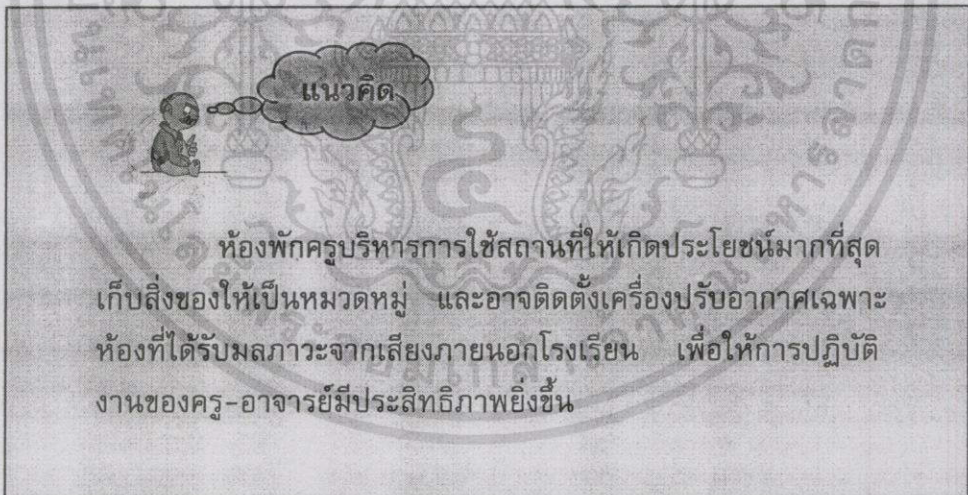 แนวคิด
ห้องพักครูบริหารการใช้สถานที่ให้เกิดประโยชน์มากที่สุด
เก็บสิ่งของให้เป็นหมวดหมู่ และอาจติดตั้งเครื่องปรับอากาศเฉพาะ
ห้องที่ได้รับมลภาวะจากเสียงภายนอกโรงเรียน เพื่อให้การปฏิบัติ
งานของครู-อาจารย์มีประสิทธิภาพยิ่งขึ้น